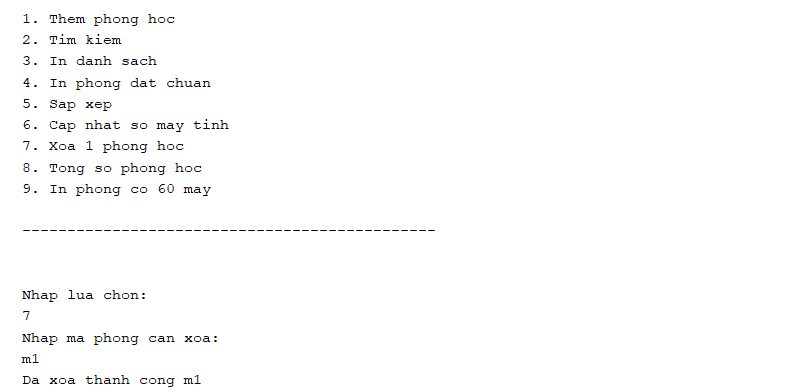 1. Them phong hoc
2. Tim kiem
3. In danh sach
4. In phong dat chuan
5. Sap xep
6. Cap nhat so may tinh
7. Xoa 1 phong hoc
8. Tong so phong hoc
9. In phong co 60 may
----------------------------------------------
Nhap lua chon:
7
Nhap ma phong can xoa:
m1
Da xoa thanh cong m1